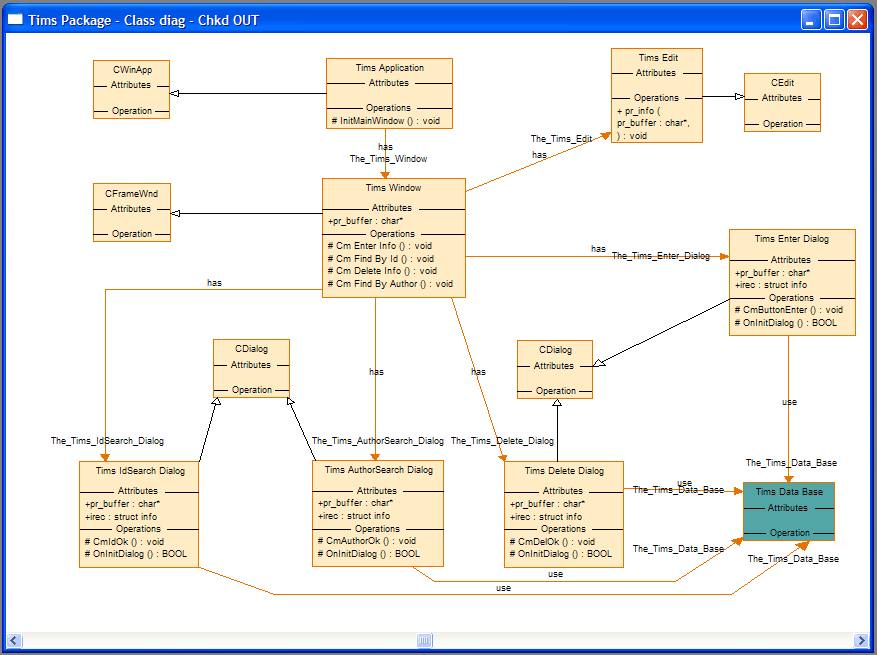 Tims Package - Class diag - Chkd OUT
CWinApp
Attributes
Operation
Tims Application
Attributes
Operations
# InitMainWindow () : void
Tims Edit
Attributes
Operations
+ pr_info (
pr_buffer : char*,
) : void
CEdit
Attributes
Operation
has
The_Tims_Window
The_Tims_Edit
has
CFrameWnd
Attributes
Operation
Tims Window
Attributes
+pr_buffer : char*
Operations
# Cm Enter Info () : void
# Cm Find By Id () : void
# Cm Delete Info () : void
# Cm Find By Author () : void
has
The_Tims_Enter_Dialog
Tims Enter Dialog
Attributes
+pr_buffer : char*
+irec : struct info
Operations
# CmButtonEnter () : void
# OnInitDialog () : BOOL
has
CDialog
Attributes
Operation
has
has
CDialog
Attributes
Operation
use
The_Tims_IdSearch_Dialog
The_Tims_AuthorSearch_Dialog
The_Tims_Delete_Dialog
The_Tims_Data_Base
Tims IdSearch Dialog
Attributes
+pr_buffer : char*
+irec : struct info
Operations
# CmIdOk () : void
# OnInitDialog () : BOOL
Tims AuthorSearch Dialog
Attributes
+pr_buffer : char*
+irec : struct info
Operations
# CmAuthorOk () : void
# OnInitDialog () : BOOL
Tims Delete Dialog
Attributes
+pr_buffer : char*
+irec : struct info
Operations
# CmDelOk () : void
# OnInitDialog () : BOOL
use
The_Tims_Data_Base
Tims Data Base
Attributes
Operation
The_Tims_Data_Base
The_Tims_Data_Base
use
use